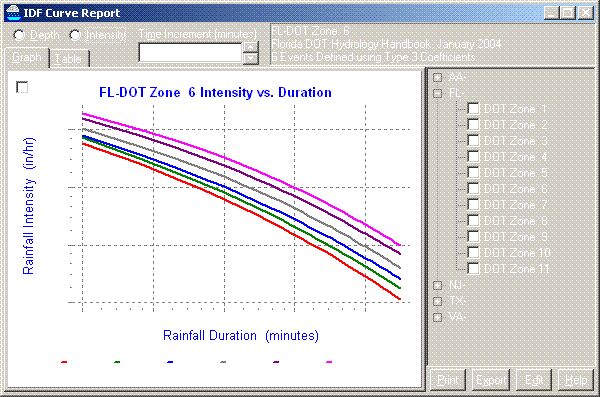 IDF Curve Report
Depth
Intensity
Time Increment (minutes)
FL-DOT Zone 6
Florida DOT Hydrology Handbook, January 2004
6 Events Defined using Type 3 Coefficients
Graph
Table
FL-DOT Zone 6 Intensity vs. Duration
Rainfall Intensity (in/hr)
Rainfall Duration (minutes)
AA-
FL-
DOT Zone 1
DOT Zone 2
DOT Zone 3
DOT Zone 4
DOT Zone 5
DOT Zone 6
DOT Zone 7
DOT Zone 8
DOT Zone 9
DOT Zone 10
DOT Zone 11
NJ-
TX-
VA-
Print
Export
Edit
Help